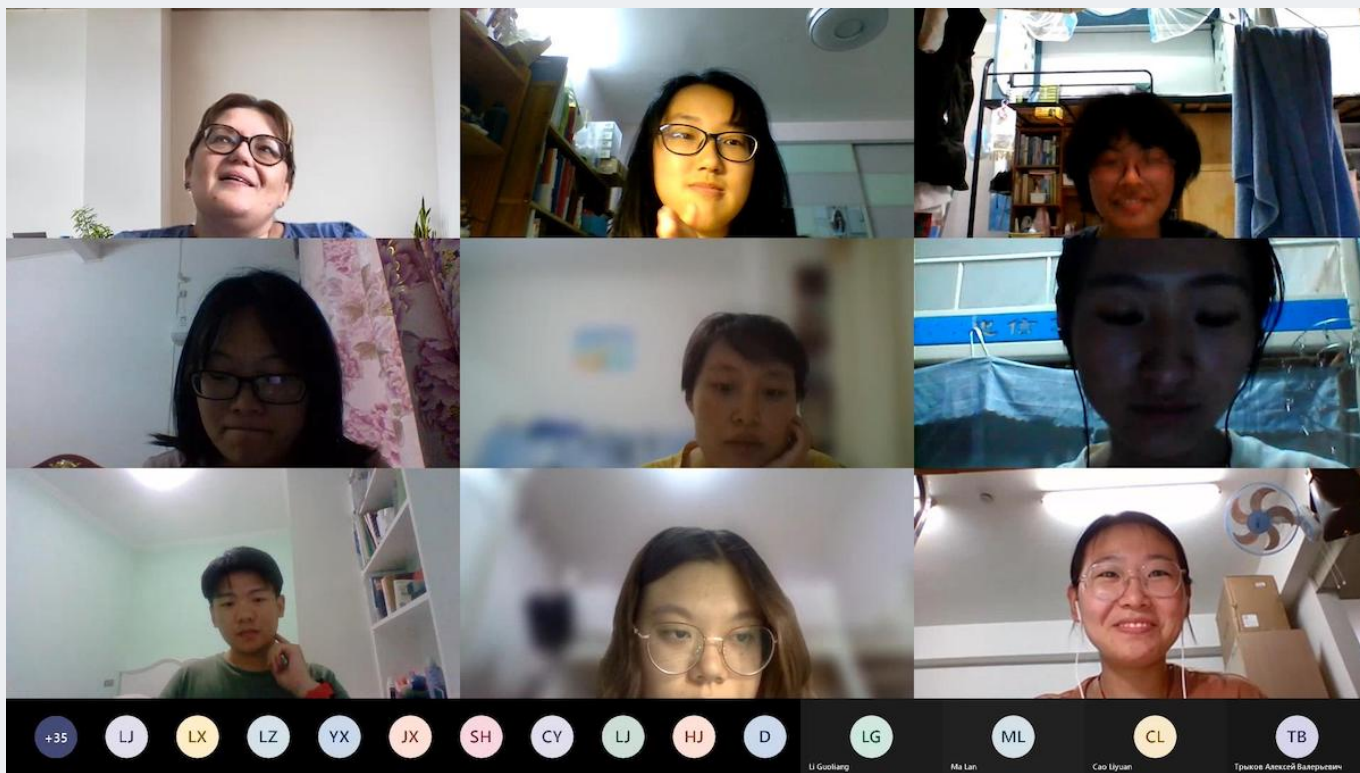 +35
LJ
LX
LZ
YX
JX
SH
CY
LJ
HJ
D
LG
Li Guoliang
ML
Ma Lan
CL
Cao Liyuan
TB
Трыков Алексей Валерьевич